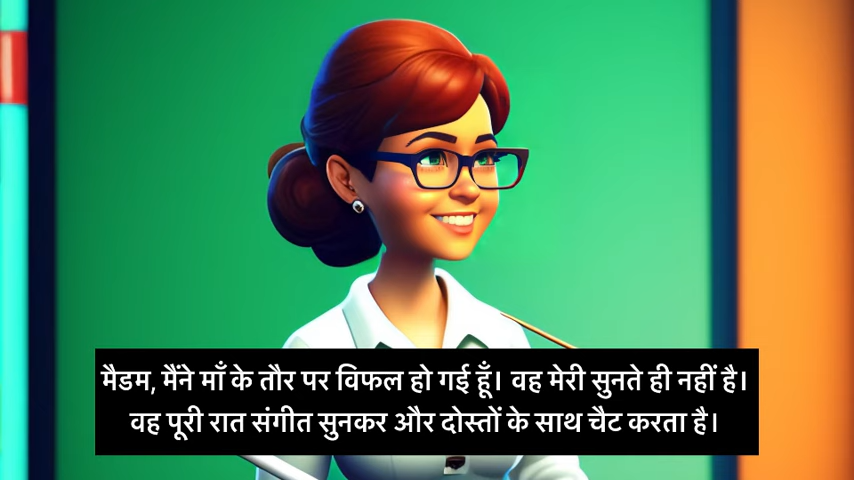 मैडम, मैंने माँ के तौर पर विफल हो गई हूँ। वह मेरी सुनते ही नहीं है।
वह पूरी रात संगीत सुनकर और दोस्तों के साथ चैट करता है।